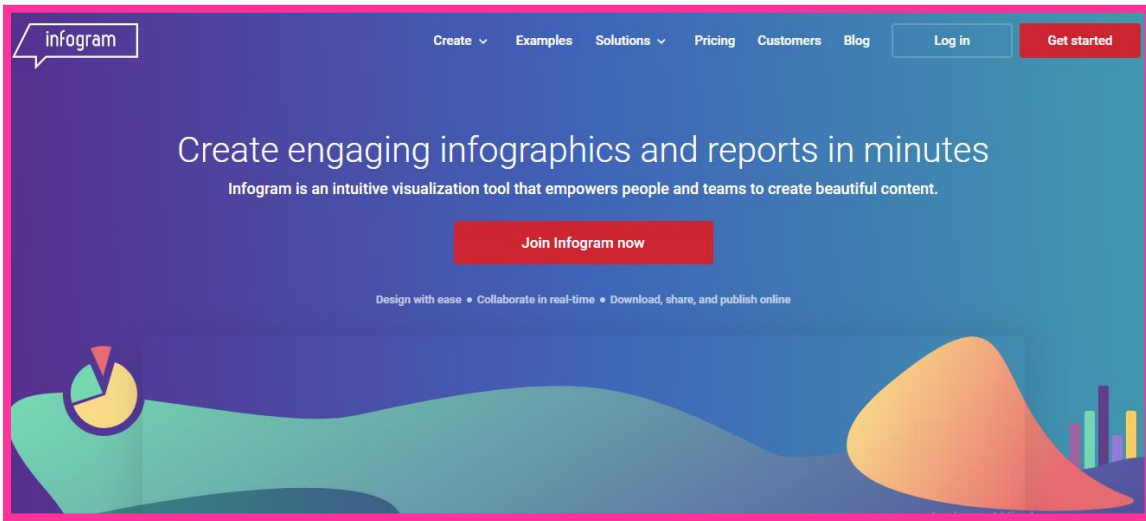 infogram
Create Examples Solutions Pricing Customers Blog Log in Get started
Create engaging infographics and reports in minutes
Infogram is an intuitive visualization tool that empowers people and teams to create beautiful content.
Join Infogram now
Design with ease • Collaborate in real-time • Download, share, and publish online